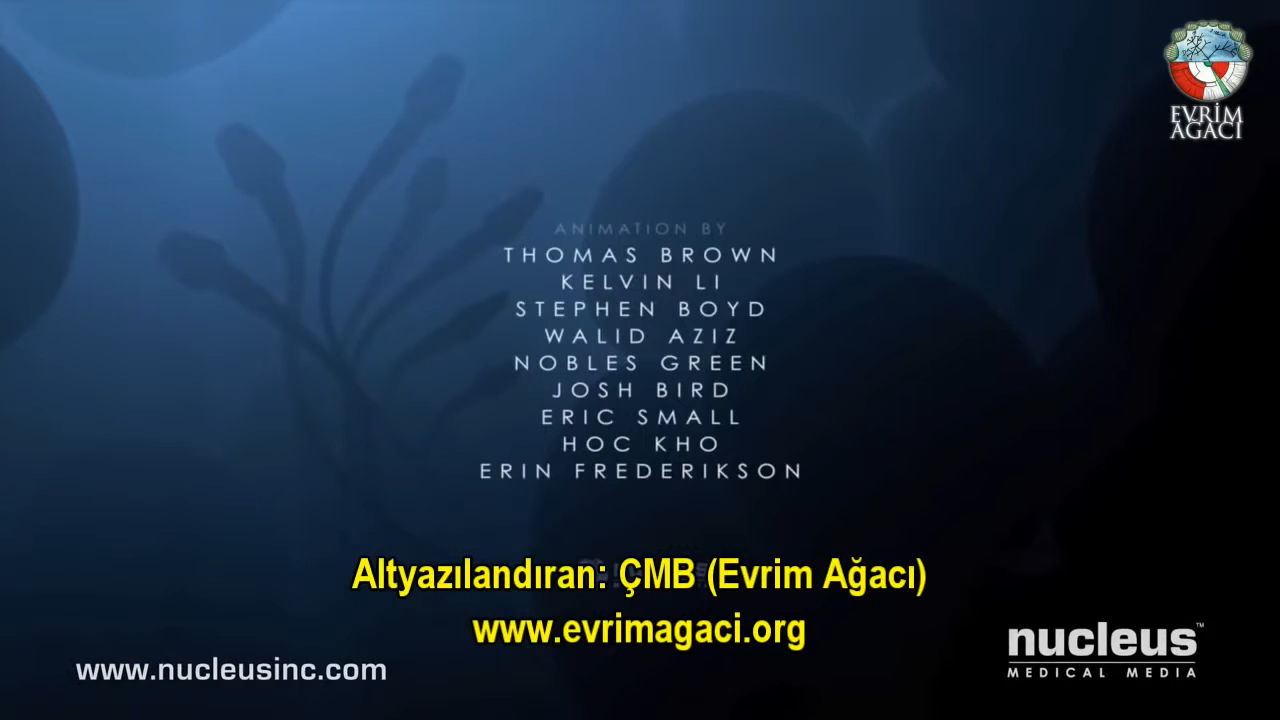 EVRİM
AĞACI
ANIMATION BY
THOMAS BROWN
KELVIN LI
STEPHEN BOYD
WALID AZIZ
NOBLES GREEN
JOSH BIRD
ERIC SMALL
HOC KHO
ERIN FREDERIKSON
Altyazılandıran: ÇMB (Evrim Ağacı)
www.evrimagaci.org
www.nucleusinc.com
nucleus™
MEDICAL MEDIA